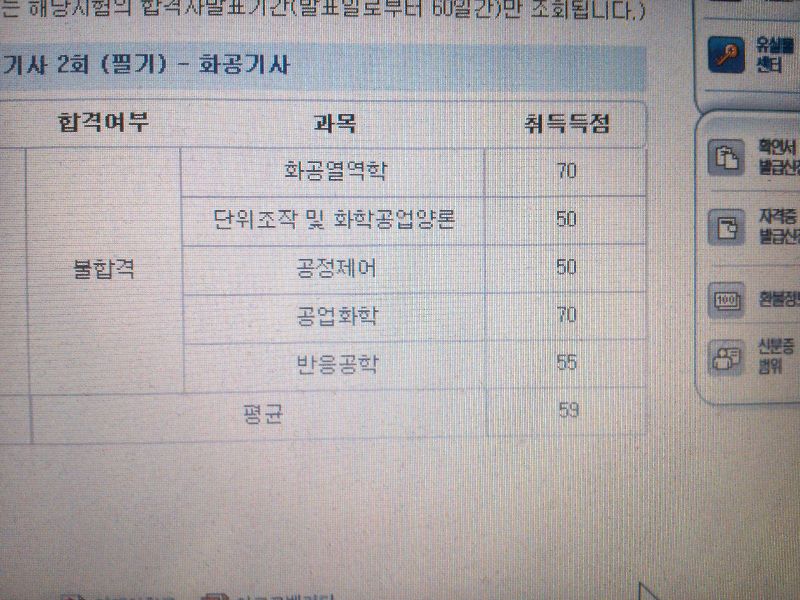 는 해당시험의 합격자발표기간(발표일로부터 60일간)만 조회됩니다.)
기사 2회 (필기) - 화공기사
합격여부 과목 취득득점
화공열역학 70
단위조작 및 화학공업양론 50
불합격 공정제어 50
공업화학 70
반응공학 55
평균 59
유실물
센터
확인서
발급신청
자격증
발급신청
100
환불정보
신분증
범위